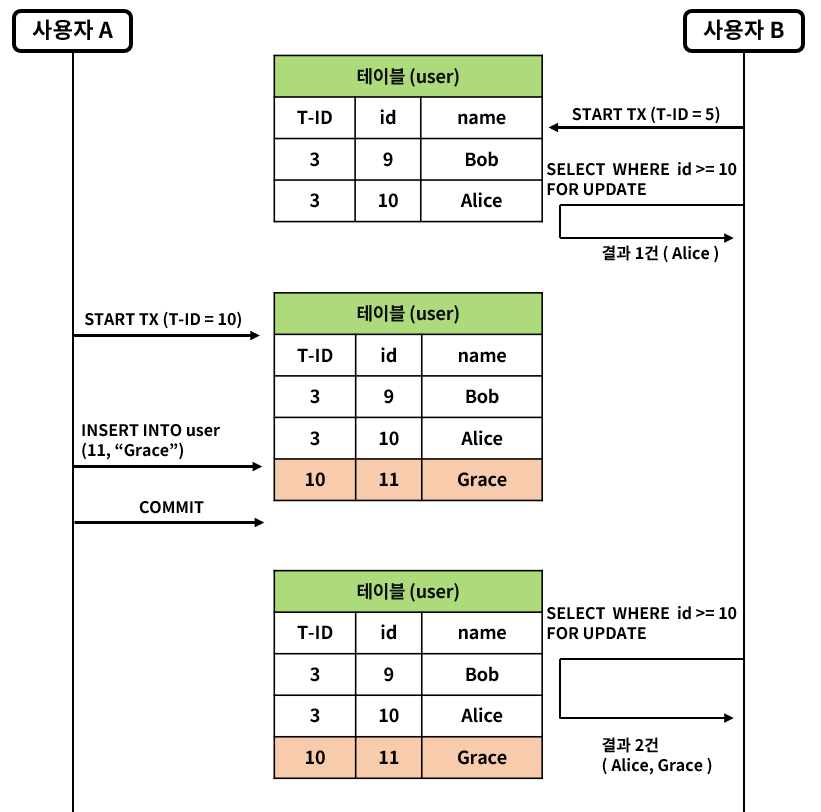 사용자 A
사용자 B
테이블 (user)
T-ID id name
3 9 Bob
3 10 Alice
START TX (T-ID = 5)
SELECT WHERE id >= 10
FOR UPDATE
결과 1건 ( Alice )
START TX (T-ID = 10)
테이블 (user)
T-ID id name
3 9 Bob
3 10 Alice
10 11 Grace
INSERT INTO user
(11, “Grace”)
COMMIT
테이블 (user)
T-ID id name
3 9 Bob
3 10 Alice
10 11 Grace
SELECT WHERE id >= 10
FOR UPDATE
결과 2건
( Alice, Grace )